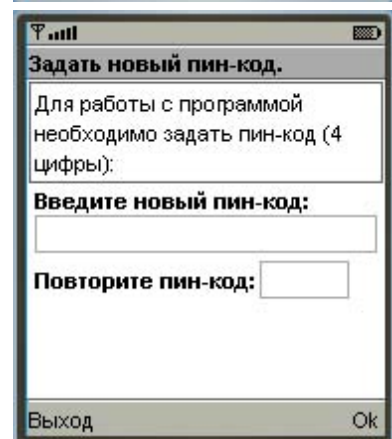 Задать новый пин-код.
Для работы с программой
необходимо задать пин-код (4
цифры):
Введите новый пин-код:
Повторите пин-код:
Выход Ok